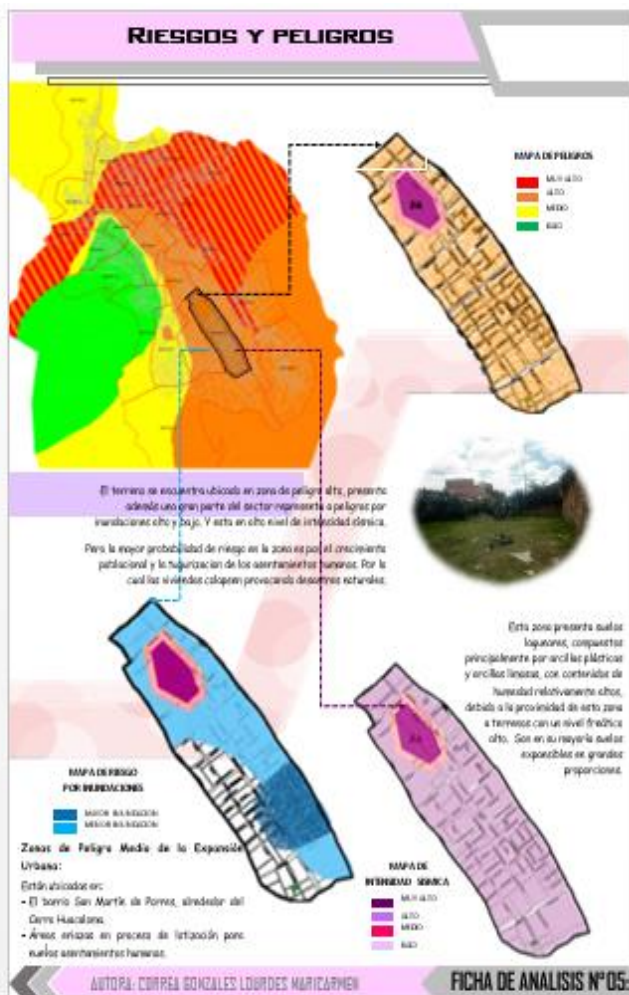 RIESGOS Y PELIGROS
MAPA DE PELIGROS
MUY ALTO
ALTO
MEDIO
BAJO
El terreno se encuentra ubicado en zona de peligro alto, presenta
además una gran parte del sector representa a peligros por
inundaciones alto y bajo. Y esta en alto nivel de intensidad sísmica.
Pero la mayor probabilidad de riesgo en la zona es por el crecimiento
poblacional y la tugurizacion de los asentamientos humanos. Por lo
cual las viviendas colapsen provocando desastres naturales.
Esta zona presenta suelos
lagunares, compuestos
principalmente por arcillas plásticas
y arcillas limosas, con contenidos de
humedad relativamente altos,
debido a la proximidad de esta zona
a terrenos con un nivel freático
alto. Son en su mayoría suelos
expansibles en grandes
proporciones.
MAPA DE RIESGO
POR INUNDACIONES
MAYOR INUNDACION
MENOR INUNDACION
Zonas de Peligro Medio de la Expansión
Urbana:
Están ubicadas en:
- El barrio San Martín de Porres, alrededor del
Cerro
- Áreas eriazas en proceso de lotización para
nuevos asentamientos humanos.
MAPA DE
INTENSIDAD SISMICA
MUY ALTO
ALTO
MEDIO
BAJO
AUTORA: CORREA GONZALES LOURDES MARICARMEN
FICHA DE ANALISIS N°05: